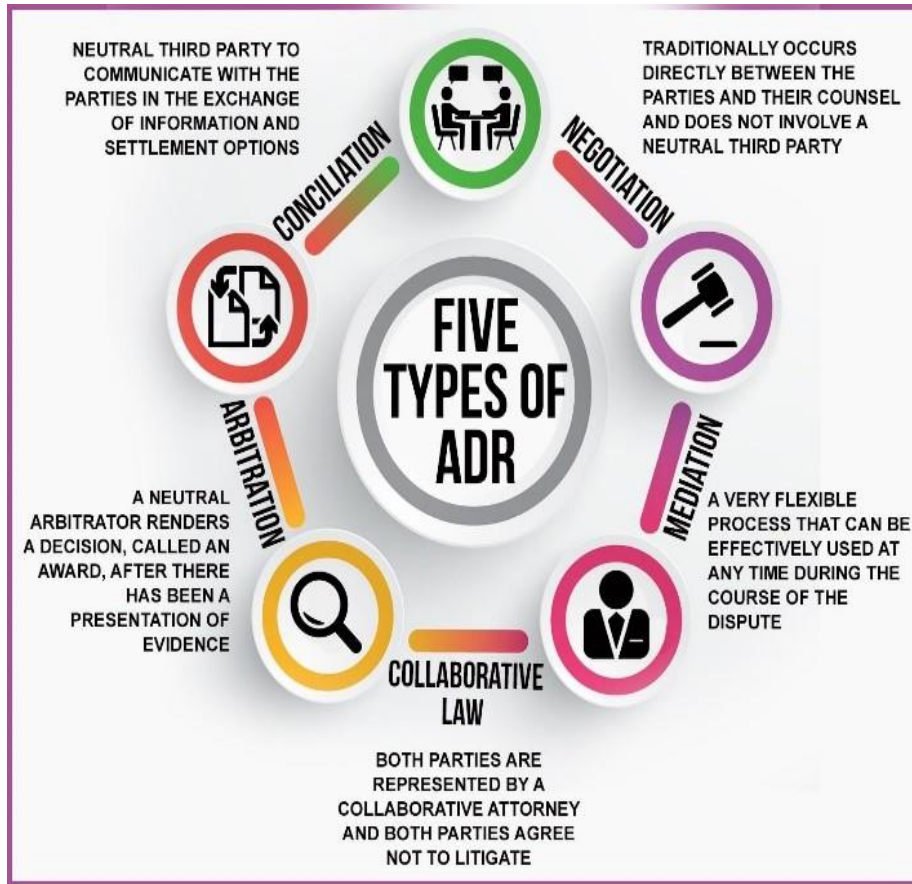 FIVE
TYPES OF
ADR
CONCILIATION
NEUTRAL THIRD PARTY TO
COMMUNICATE WITH THE
PARTIES IN THE EXCHANGE
OF INFORMATION AND
SETTLEMENT OPTIONS
NEGOTIATION
TRADITIONALLY OCCURS
DIRECTLY BETWEEN THE
PARTIES AND THEIR COUNSEL
AND DOES NOT INVOLVE A
NEUTRAL THIRD PARTY
MEDIATION
A VERY FLEXIBLE
PROCESS THAT CAN BE
EFFECTIVELY USED AT
ANY TIME DURING THE
COURSE OF THE
DISPUTE
COLLABORATIVE
LAW
BOTH PARTIES ARE
REPRESENTED BY A
COLLABORATIVE ATTORNEY
AND BOTH PARTIES AGREE
NOT TO LITIGATE
ARBITRATION
A NEUTRAL
ARBITRATOR RENDERS
A DECISION, CALLED AN
AWARD, AFTER THERE
HAS BEEN A
PRESENTATION OF
EVIDENCE